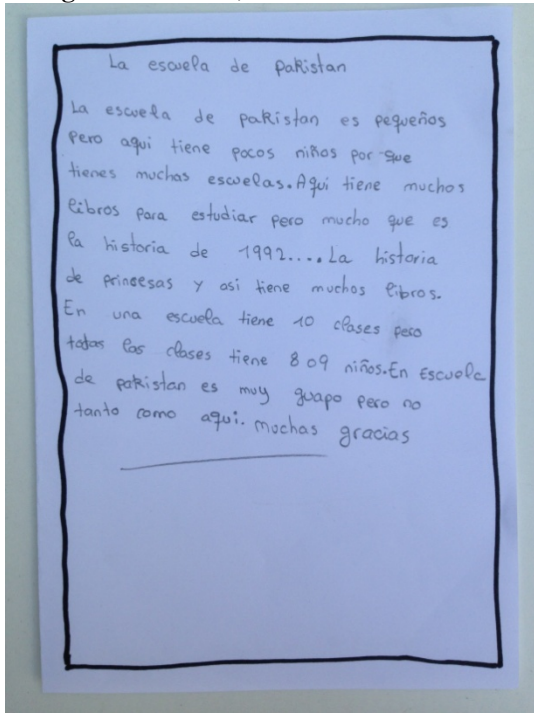 La escuela de pakistan
La escuela de pakistan es pequeños
pero aqui tiene pocos niños por que
tienes muchas escuelas. Aqui tiene muchos
libros para estudiar pero mucho que es
la historia de 1992.... La historia
de princesas y asi tiene muchos libros.
En una escuela tiene 10 clases pero
todas las clases tiene 8 o 9 niños. En Escuela
de pakistan es muy guapo pero no
tanto como aqui. muchas gracias